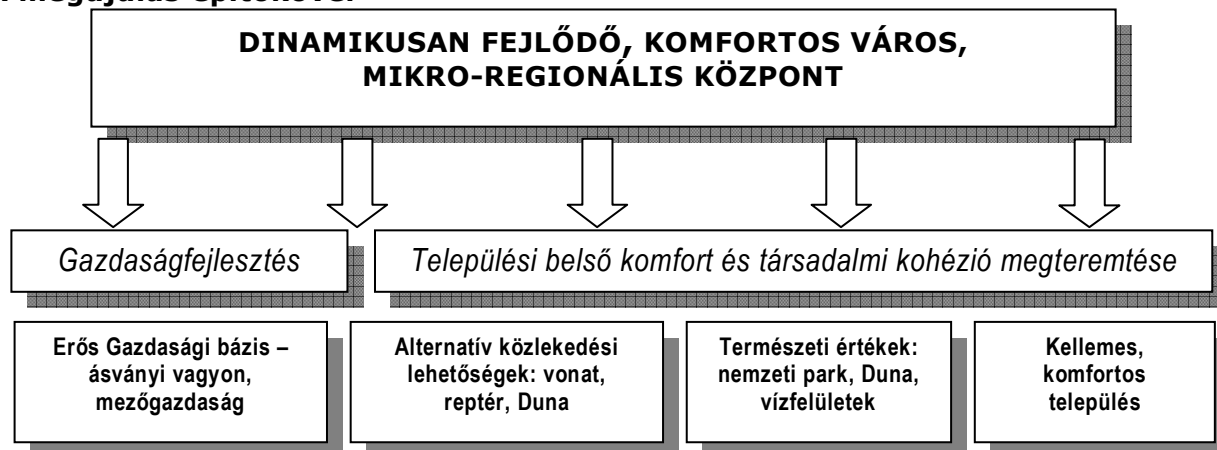 DINAMIKUSAN FEJLŐDŐ, KOMFORTOS VÁROS,
MIKRO-REGIONÁLIS KÖZPONT
Gazdaságfejlesztés
Települési belső komfort és társadalmi kohézió megteremtése
Erős Gazdasági bázis –
ásványi vagyon,
mezőgazdaság
Alternatív közlekedési
lehetőségek: vonat,
reptér, Duna
Természeti értékek:
nemzeti park, Duna,
vízfelületek
Kellemes,
komfortos
település